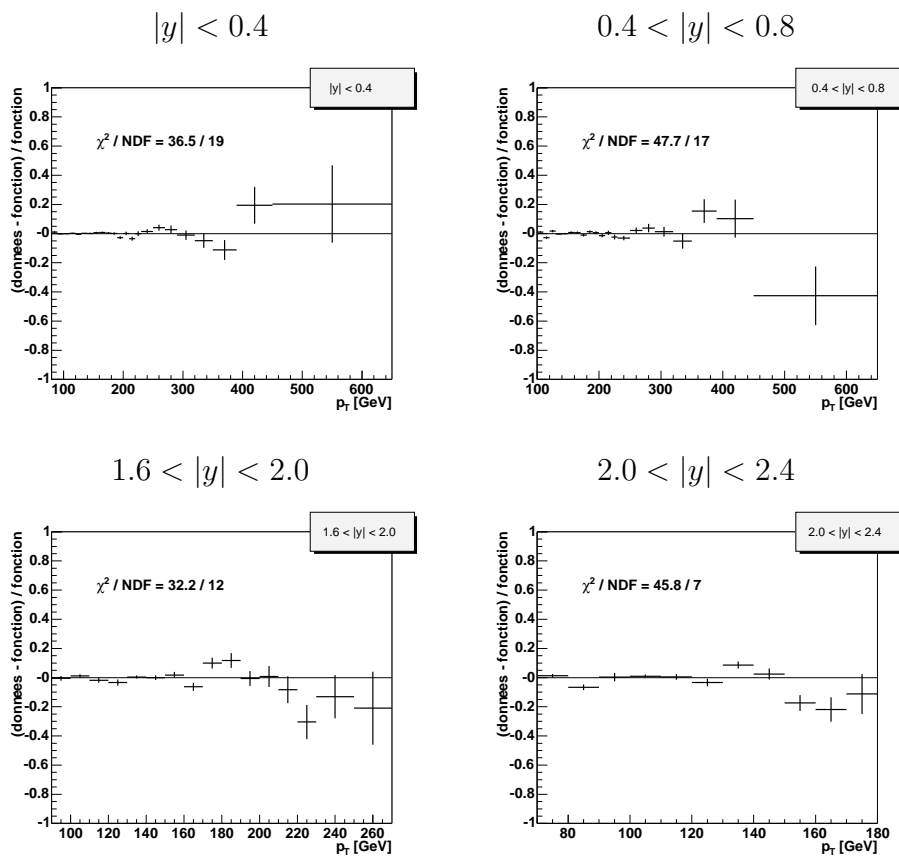 |y| < 0.4
0.4 < |y| < 0.8
(donnees - fonction) / fonction
1
0.8
0.6
0.4
0.2
-0
-0.2
-0.4
-0.6
-0.8
-1
|y| < 0.4
χ² / NDF = 36.5 / 19
100 200 300 400 500 600
p_T [GeV]
(donnees - fonction) / fonction
1
0.8
0.6
0.4
0.2
-0
-0.2
-0.4
-0.6
-0.8
-1
0.4 < |y| < 0.8
χ² / NDF = 47.7 / 17
100 200 300 400 500 600
p_T [GeV]
1.6 < |y| < 2.0
2.0 < |y| < 2.4
(donnees - fonction) / fonction
1
0.8
0.6
0.4
0.2
-0
-0.2
-0.4
-0.6
-0.8
-1
1.6 < |y| < 2.0
χ² / NDF = 32.2 / 12
100 120 140 160 180 200 220 240 260
p_T [GeV]
(donnees - fonction) / fonction
1
0.8
0.6
0.4
0.2
-0
-0.2
-0.4
-0.6
-0.8
-1
2.0 < |y| < 2.4
χ² / NDF = 45.8 / 7
80 100 120 140 160 180
p_T [GeV]